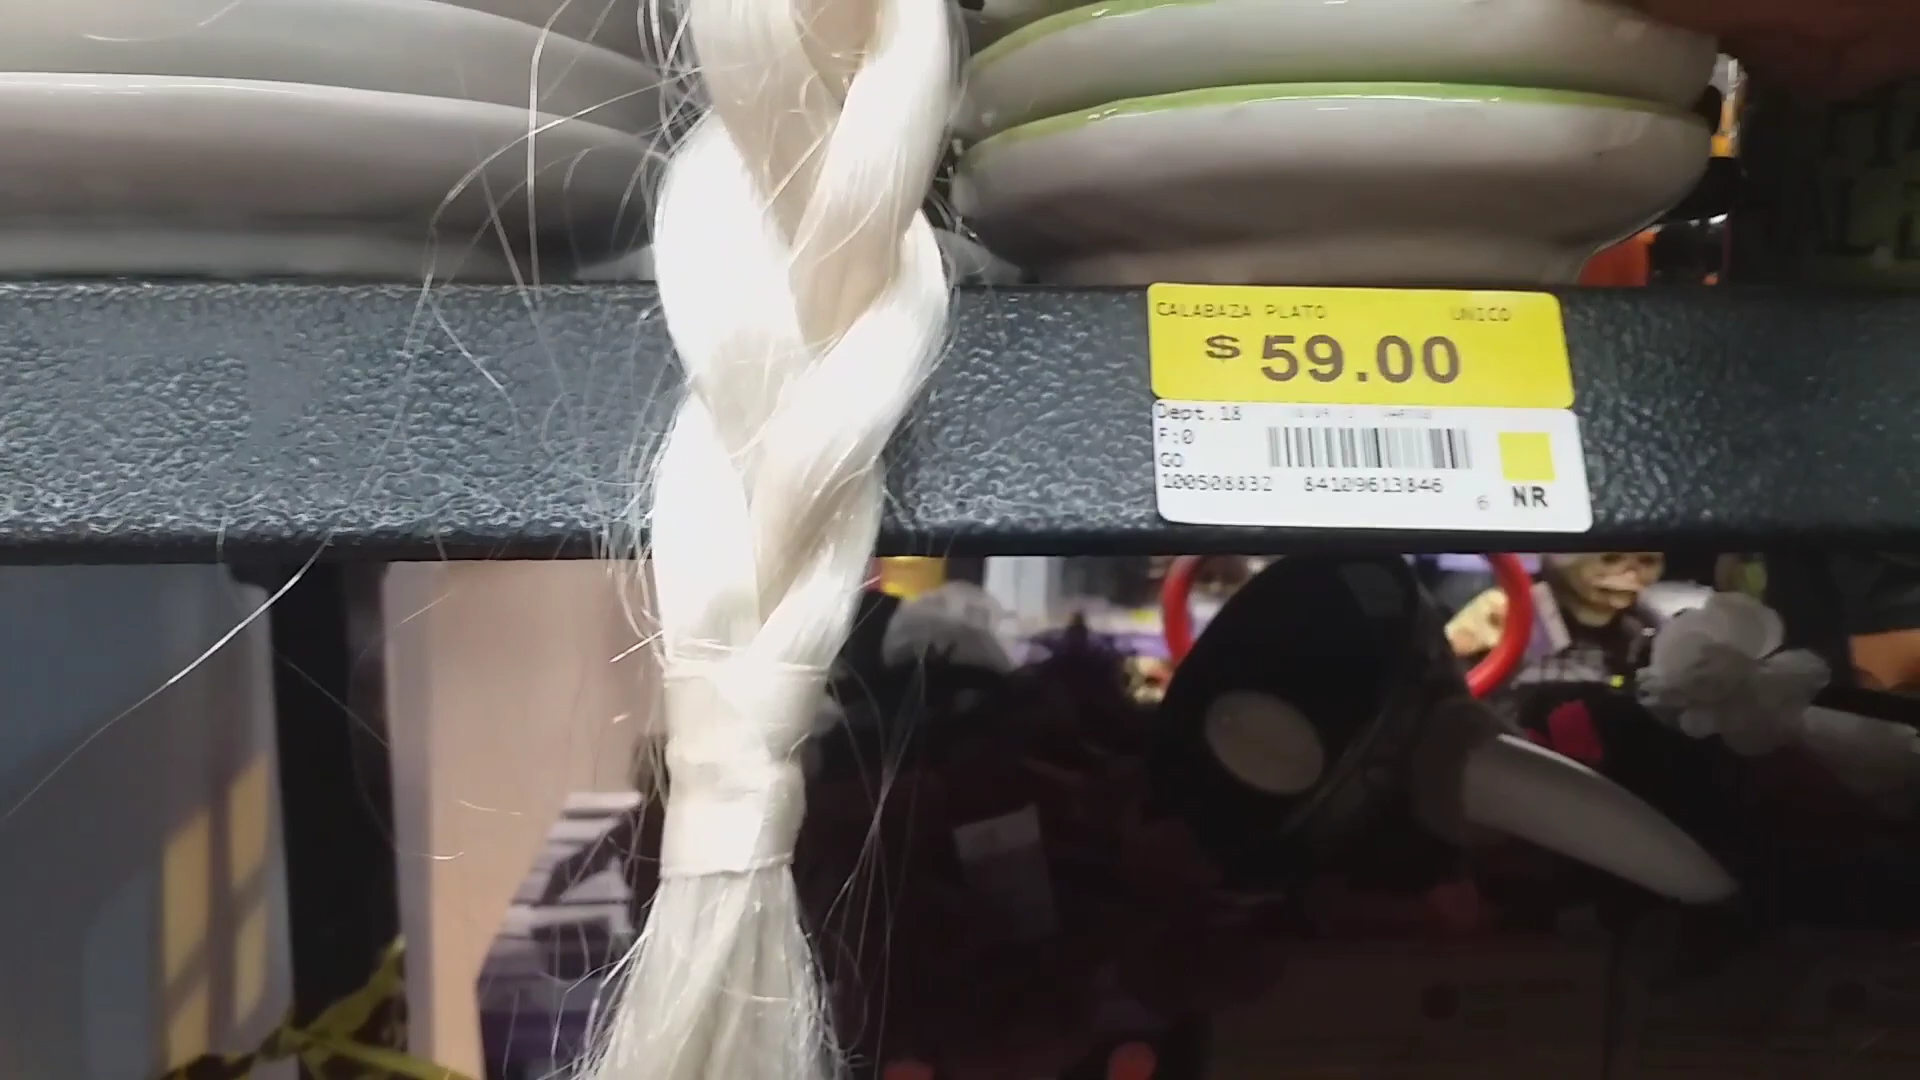 CALABAZA PLATO UNICO
$ 59.00
Dept.18
F:0
GO
100508832 84109613846 6 NR